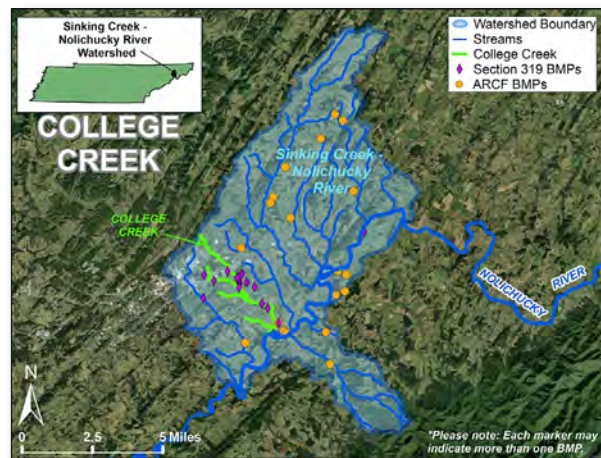 Sinking Creek -
Nolichucky River
Watershed
COLLEGE
CREEK
Watershed Boundary
Streams
College Creek
Section 319 BMPs
ARCF BMPs
Sinking Creek -
Nolichucky
River
COLLEGE
CREEK
NOLICHUCKY
RIVER
N
0 2.5 5 Miles
*Please note: Each marker may
indicate more than one BMP.